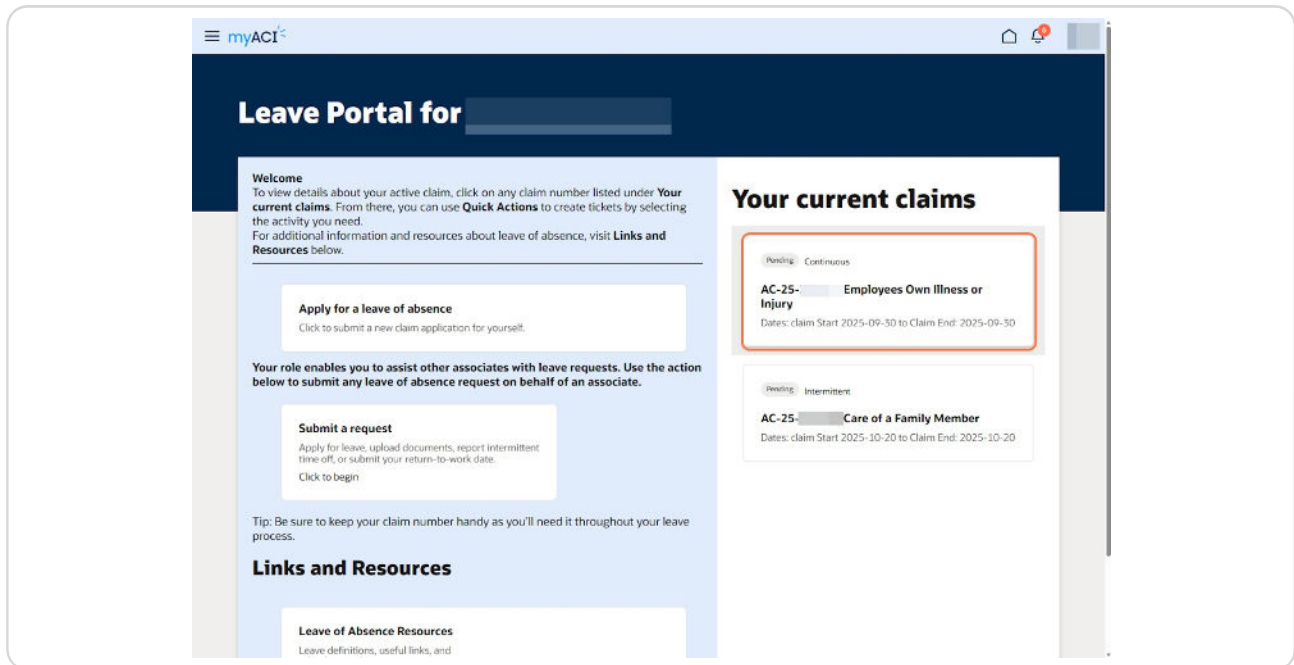 myACI
6
Leave Portal for
Welcome
To view details about your active claim, click on any claim number listed under Your
current claims. From there, you can use Quick Actions to create tickets by selecting
the activity you need.
For additional information and resources about leave of absence, visit Links and
Resources below.
Apply for a leave of absence
Click to submit a new claim application for yourself.
Your role enables you to assist other associates with leave requests. Use the action
below to submit any leave of absence request on behalf of an associate.
Submit a request
Apply for leave, upload documents, report intermittent
time off, or submit your return-to-work date.
Click to begin
Tip: Be sure to keep your claim number handy as you'll need it throughout your leave
process.
Links and Resources
Leave of Absence Resources
Leave definitions, useful links, and
Your current claims
Pending Continuous
AC-25- Employees Own Illness or
Injury
Dates: claim Start 2025-09-30 to Claim End: 2025-09-30
Pending Intermittent
AC-25- Care of a Family Member
Dates: claim Start 2025-10-20 to Claim End: 2025-10-20